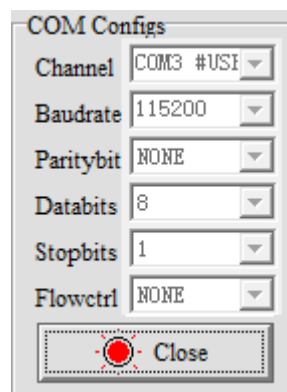 COM Configs
Channel COM3 #USI
Baudrate 115200
Paritybit NONE
Databits 8
Stopbits 1
Flowctrl NONE
Close